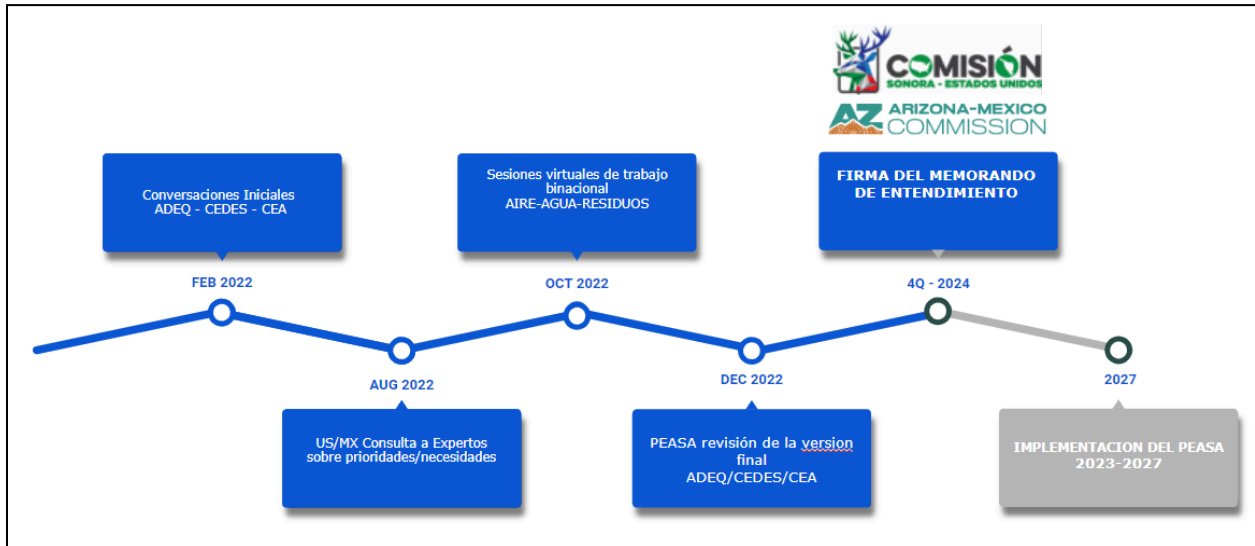 COMISIÓN
SONORA - ESTADOS UNIDOS
AZ ARIZONA-MEXICO
COMMISSION
Conversaciones Iniciales
ADEQ - CEDES - CEA
Sesiones virtuales de trabajo
binacional
AIRE-AGUA-RESIDUOS
FIRMA DEL MEMORANDO
DE ENTENDIMIENTO
FEB 2022
OCT 2022
4Q - 2024
AUG 2022
DEC 2022
2027
US/MX Consulta a Expertos
sobre prioridades/necesidades
PEASA revisión de la version
final
ADEQ/CEDES/CEA
IMPLEMENTACION DEL PEASA
2023-2027